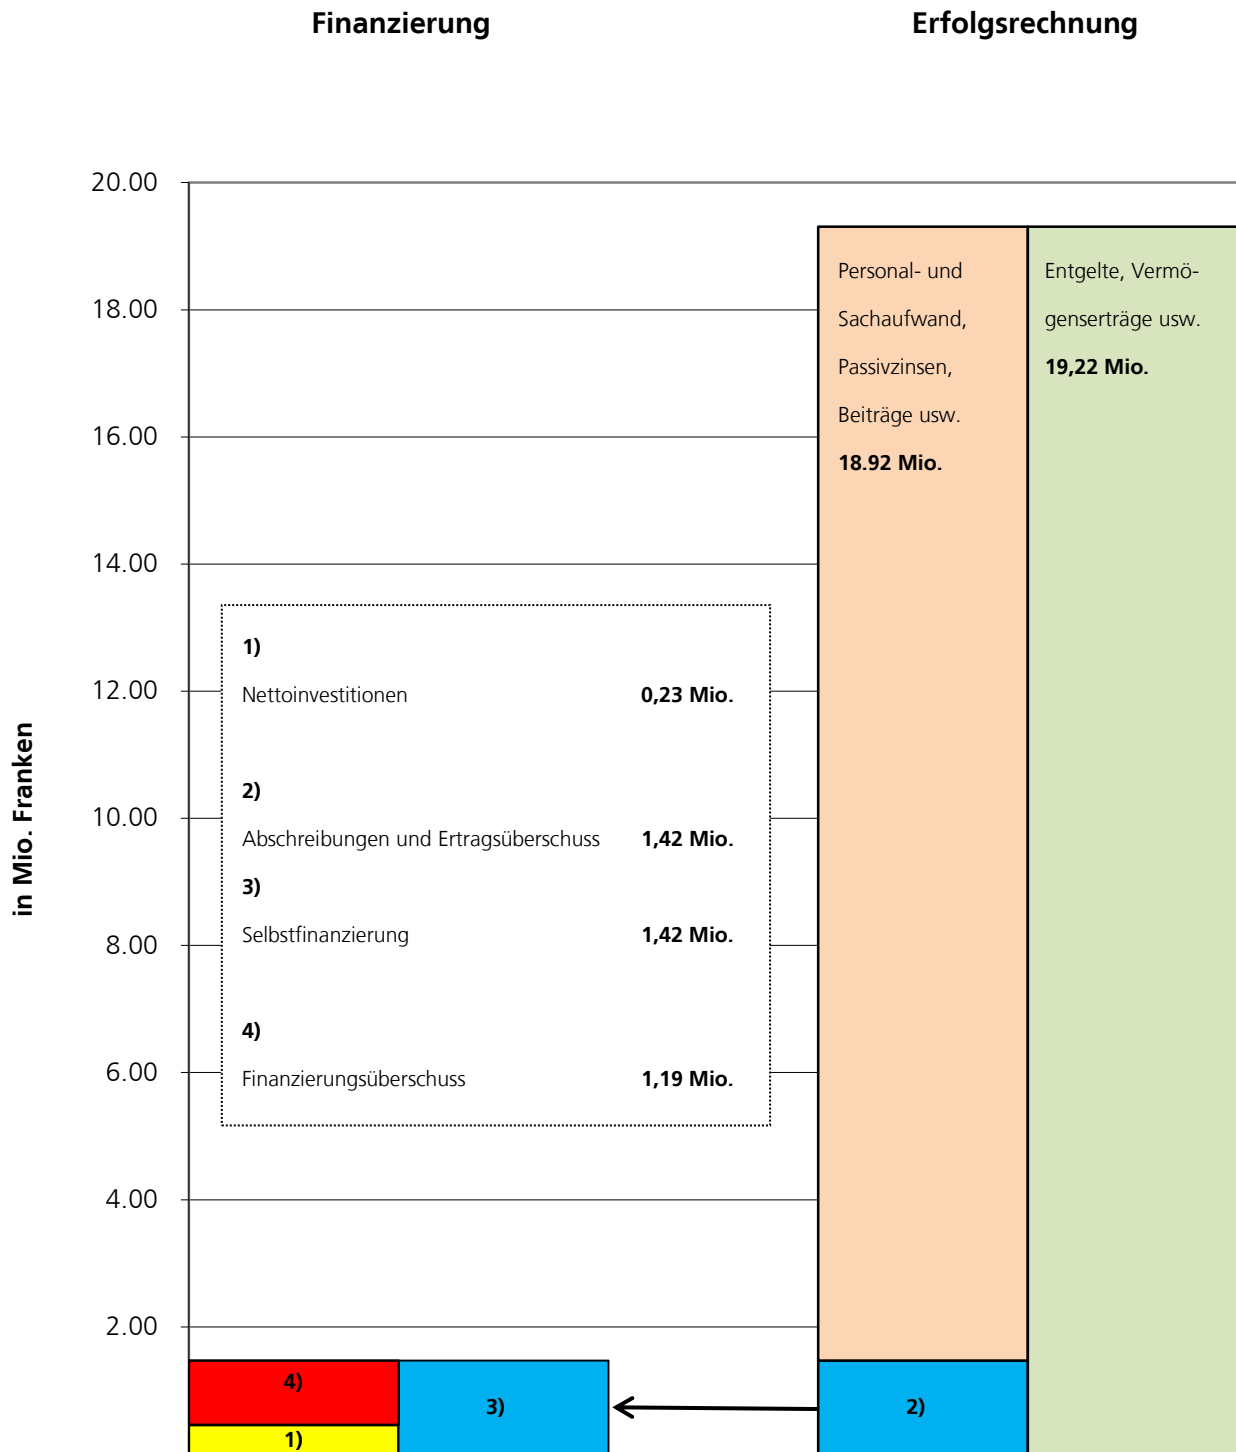 Finanzierung
Erfolgsrechnung
in Mio. Franken
20.00
18.00
16.00
14.00
12.00
10.00
8.00
6.00
4.00
2.00
1)
Nettoinvestitionen 0,23 Mio.
2)
Abschreibungen und Ertragsüberschuss 1,42 Mio.
3)
Selbstfinanzierung 1,42 Mio.
4)
Finanzierungsüberschuss 1,19 Mio.
Personal- und
Sachaufwand,
Passivzinsen,
Beiträge usw.
18.92 Mio.
Entgelte, Vermö-
genserträge usw.
19,22 Mio.
4)
1)
3)
2)